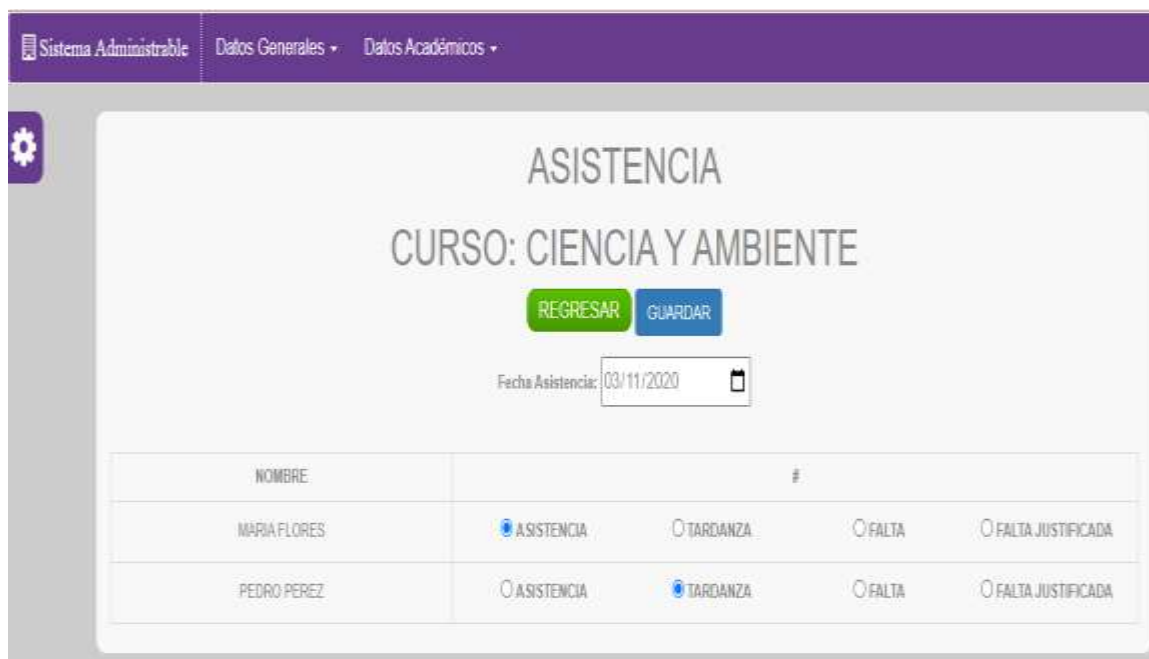 Sistema Administrable Datos Generales Datos Académicos
ASISTENCIA
CURSO: CIENCIA Y AMBIENTE
REGRESAR GUARDAR
Fecha Asistencia: 03/11/2020
NOMBRE #
MARIA FLORES ASISTENCIA TARDANZA FALTA FALTA JUSTIFICADA
PEDRO PEREZ ASISTENCIA TARDANZA FALTA FALTA JUSTIFICADA